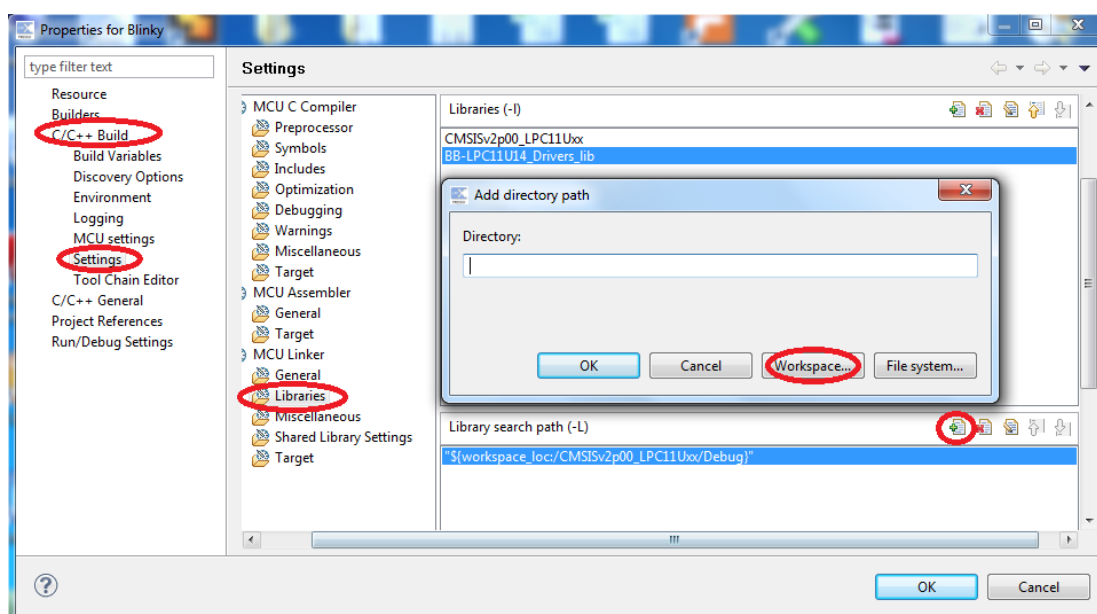 Properties for Blinky
type filter text
Resource
Builders
C/C++ Build
Build Variables
Discovery Options
Environment
Logging
MCU settings
Settings
Tool Chain Editor
C/C++ General
Project References
Run/Debug Settings
Settings
MCU C Compiler
Preprocessor
Symbols
Includes
Optimization
Debugging
Warnings
Miscellaneous
Target
MCU Assembler
General
Target
MCU Linker
General
Libraries
Miscellaneous
Shared Library Settings
Target
Libraries (-l)
CMSISv2p00_LPC11Uxx
BB-LPC11U14_Drivers_lib
Add directory path
Directory:
OK Cancel Workspace... File system...
Library search path (-L)
"${workspace_loc:/CMSISv2p00_LPC11Uxx/Debug}"
OK Cancel